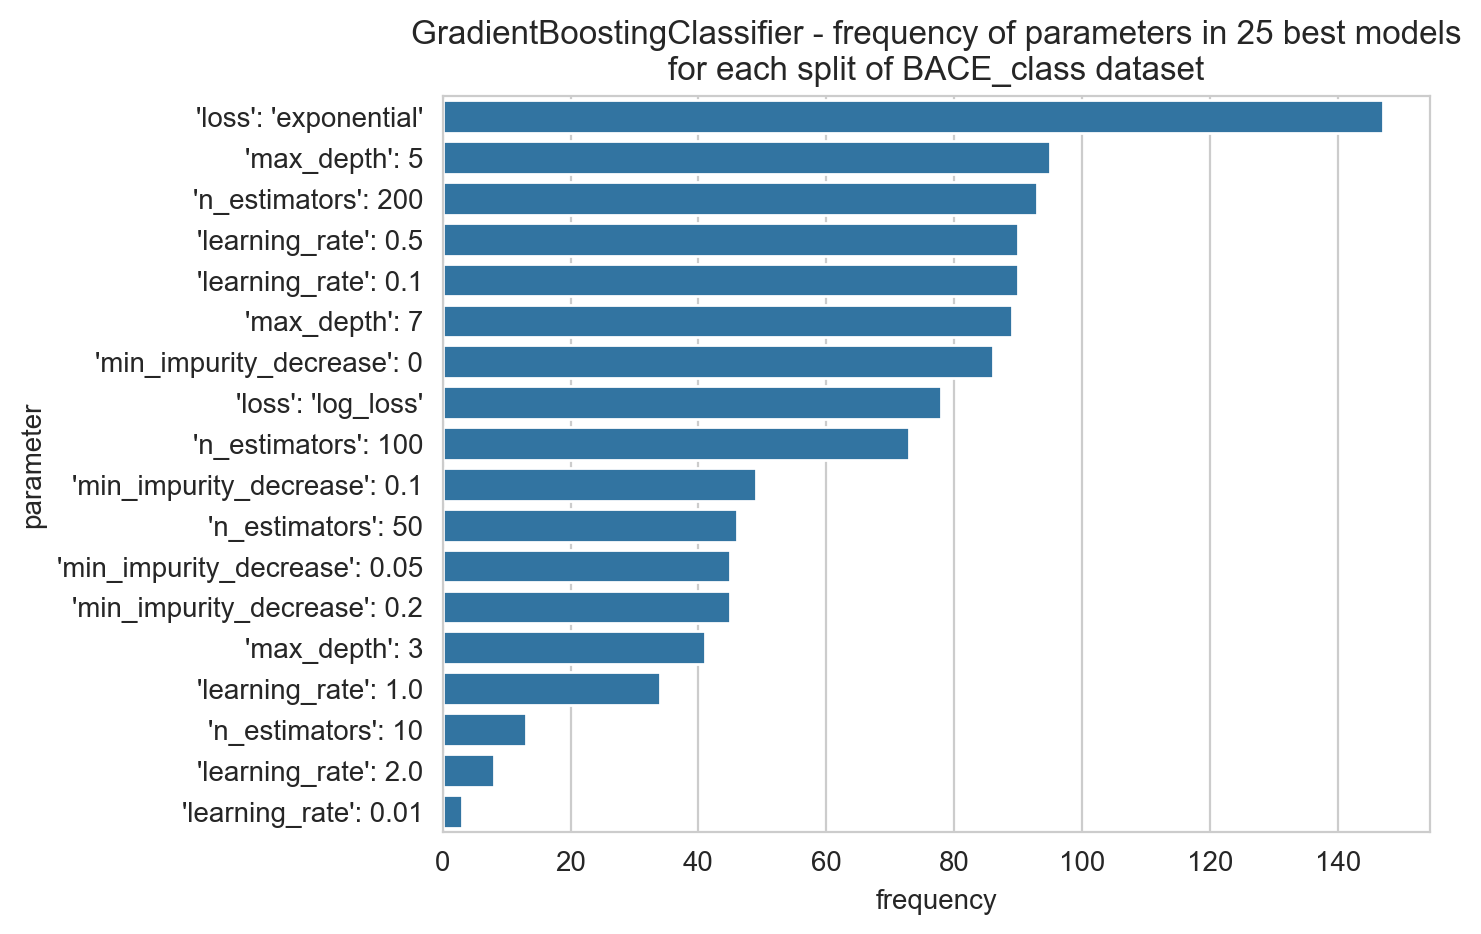 GradientBoostingClassifier - frequency of parameters in 25 best models
for each split of BACE_class dataset
'loss': 'exponential'
'max_depth': 5
'n_estimators': 200
'learning_rate': 0.5
'learning_rate': 0.1
'max_depth': 7
'min_impurity_decrease': 0
'loss': 'log_loss'
'n_estimators': 100
'min_impurity_decrease': 0.1
'n_estimators': 50
'min_impurity_decrease': 0.05
'min_impurity_decrease': 0.2
'max_depth': 3
'learning_rate': 1.0
'n_estimators': 10
'learning_rate': 2.0
'learning_rate': 0.01
parameter
0 20 40 60 80 100 120 140
frequency